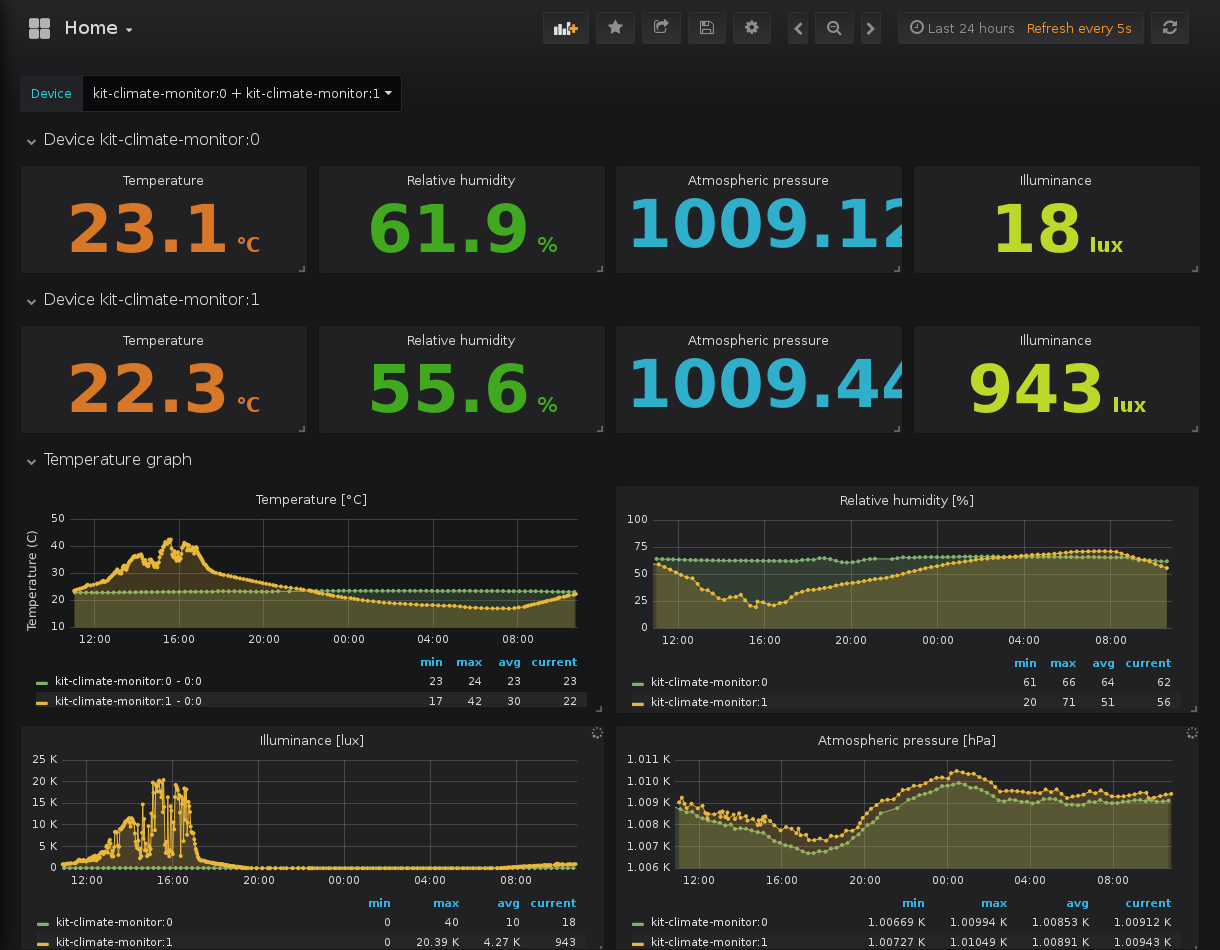 Home
Last 24 hours Refresh every 5s
Device kit-climate-monitor:0 + kit-climate-monitor:1
Device kit-climate-monitor:0
Temperature Relative humidity Atmospheric pressure Illuminance
23.1 °C 61.9 % 1009.12 18 lux
Device kit-climate-monitor:1
Temperature Relative humidity Atmospheric pressure Illuminance
22.3 °C 55.6 % 1009.44 943 lux
Temperature graph
Temperature [°C]
Temperature (C)
50
40
30
20
10
12:00 16:00 20:00 00:00 04:00 08:00
min max avg current
kit-climate-monitor:0 - 0:0 23 24 23 23
kit-climate-monitor:1 - 0:0 17 42 30 22
Relative humidity [%]
100
75
50
25
0
12:00 16:00 20:00 00:00 04:00 08:00
min max avg current
kit-climate-monitor:0 61 66 64 62
kit-climate-monitor:1 20 71 51 56
Illuminance [lux]
25 K
20 K
15 K
10 K
5 K
0
12:00 16:00 20:00 00:00 04:00 08:00
min max avg current
kit-climate-monitor:0 0 40 10 18
kit-climate-monitor:1 0 20.39 K 4.27 K 943
Atmospheric pressure [hPa]
1.011 K
1.010 K
1.009 K
1.008 K
1.007 K
1.006 K
12:00 16:00 20:00 00:00 04:00 08:00
min max avg current
kit-climate-monitor:0 1.00669 K 1.00994 K 1.00853 K 1.00912 K
kit-climate-monitor:1 1.00727 K 1.01049 K 1.00891 K 1.00943 K